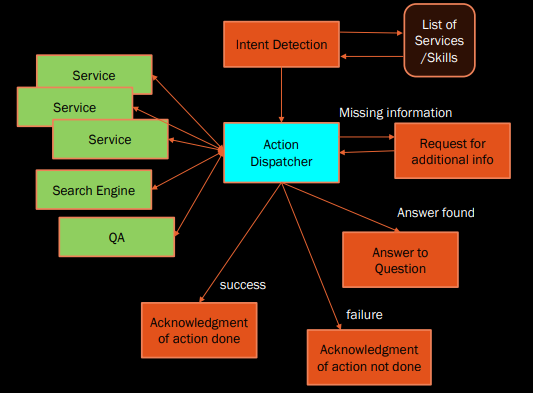 List of
Services
/Skills
Intent Detection
Service
Service
Service
Missing information
Action
Dispatcher
Request for
additional info
Search Engine
QA
Answer found
Answer to
Question
success
failure
Acknowledgment
of action done
Acknowledgment
of action not done